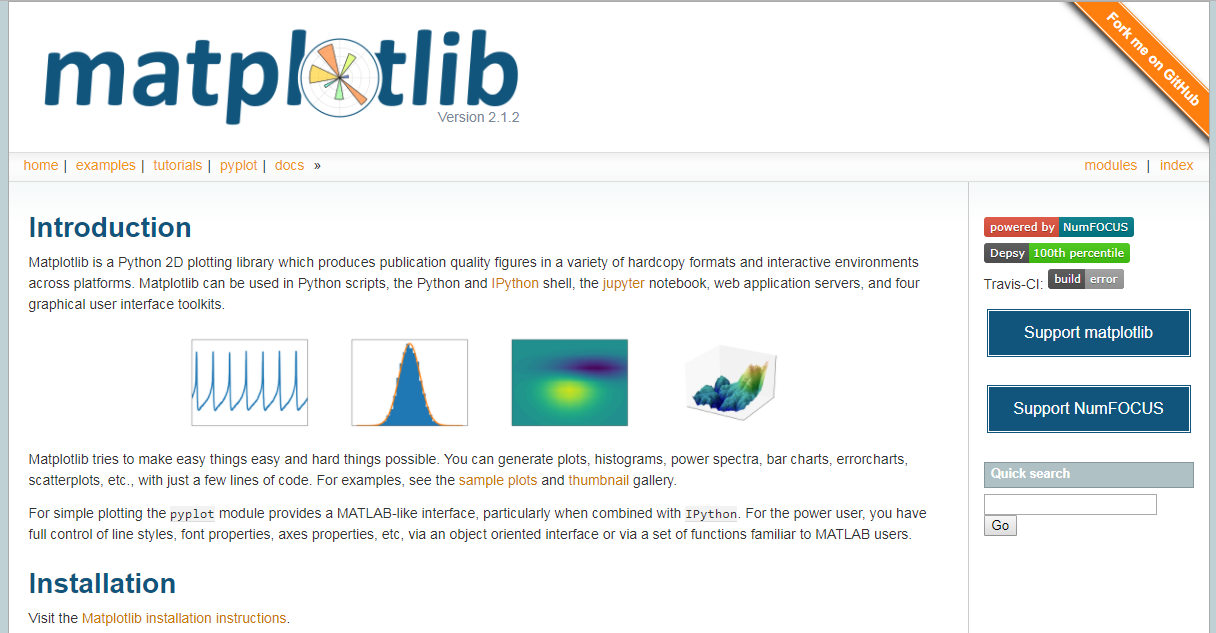 matplotlib
Version 2.1.2
Fork me on GitHub
home | examples | tutorials | pyplot | docs »
modules | index
Introduction
Matplotlib is a Python 2D plotting library which produces publication quality figures in a variety of hardcopy formats and interactive environments
across platforms. Matplotlib can be used in Python scripts, the Python and IPython shell, the jupyter notebook, web application servers, and four
graphical user interface toolkits.
Matplotlib tries to make easy things easy and hard things possible. You can generate plots, histograms, power spectra, bar charts, errorcharts,
scatterplots, etc., with just a few lines of code. For examples, see the sample plots and thumbnail gallery.
For simple plotting the pyplot module provides a MATLAB-like interface, particularly when combined with IPython. For the power user, you have
full control of line styles, font properties, axes properties, etc, via an object oriented interface or via a set of functions familiar to MATLAB users.
Installation
Visit the Matplotlib installation instructions.
powered by NumFOCUS
Depsy 100th percentile
Travis-CI: build error
Support matplotlib
Support NumFOCUS
Quick search
Go